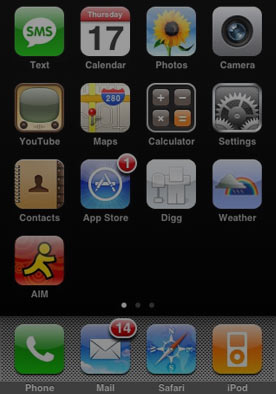 SMS
Thursday
17
280
Text Calendar Photos Camera
YouTube Maps Calculator Settings
1
Contacts App Store Digg Weather
AIM
14
Phone Mail Safari iPod